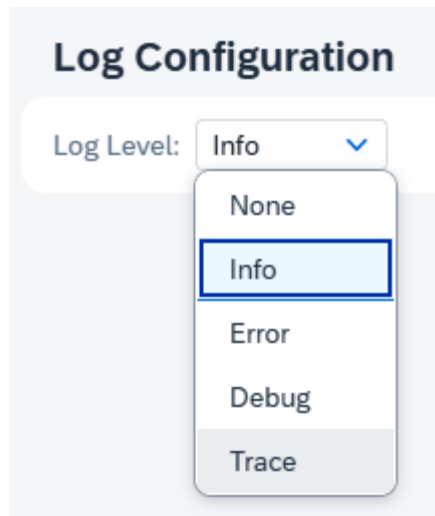 Log Configuration
Log Level: Info
None
Info
Error
Debug
Trace